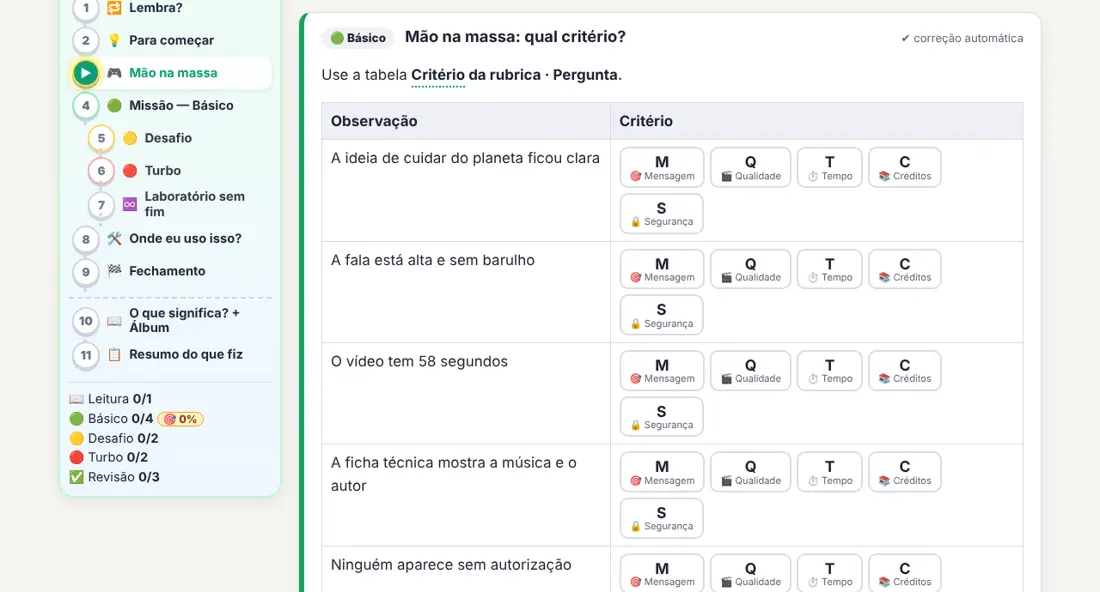 1 🔁 Lembra?
2 💡 Para começar
▶ 🎮 Mão na massa
4 🟢 Missão — Básico
5 🟡 Desafio
6 🔴 Turbo
7 ♾️ Laboratório sem
fim
8 🛠️ Onde eu uso isso?
9 🏁 Fechamento
10 📖 O que significa? +
Álbum
11 📋 Resumo do que fiz
📖 Leitura 0/1
🟢 Básico 0/4 🎯 0%
🟡 Desafio 0/2
🔴 Turbo 0/2
✅ Revisão 0/3
🟢 Básico Mão na massa: qual critério? ✔ correção automática
Use a tabela Critério da rubrica · Pergunta.
Observação Critério
A ideia de cuidar do planeta ficou clara
M Q T C
🎯 Mensagem 🎬 Qualidade ⏱️ Tempo 📚 Créditos
S
🔒 Segurança
A fala está alta e sem barulho
M Q T C
🎯 Mensagem 🎬 Qualidade ⏱️ Tempo 📚 Créditos
S
🔒 Segurança
O vídeo tem 58 segundos
M Q T C
🎯 Mensagem 🎬 Qualidade ⏱️ Tempo 📚 Créditos
S
🔒 Segurança
A ficha técnica mostra a música e o
autor
M Q T C
🎯 Mensagem 🎬 Qualidade ⏱️ Tempo 📚 Créditos
S
🔒 Segurança
Ninguém aparece sem autorização
M Q T C
🎯 Mensagem 🎬 Qualidade ⏱️ Tempo 📚 Créditos